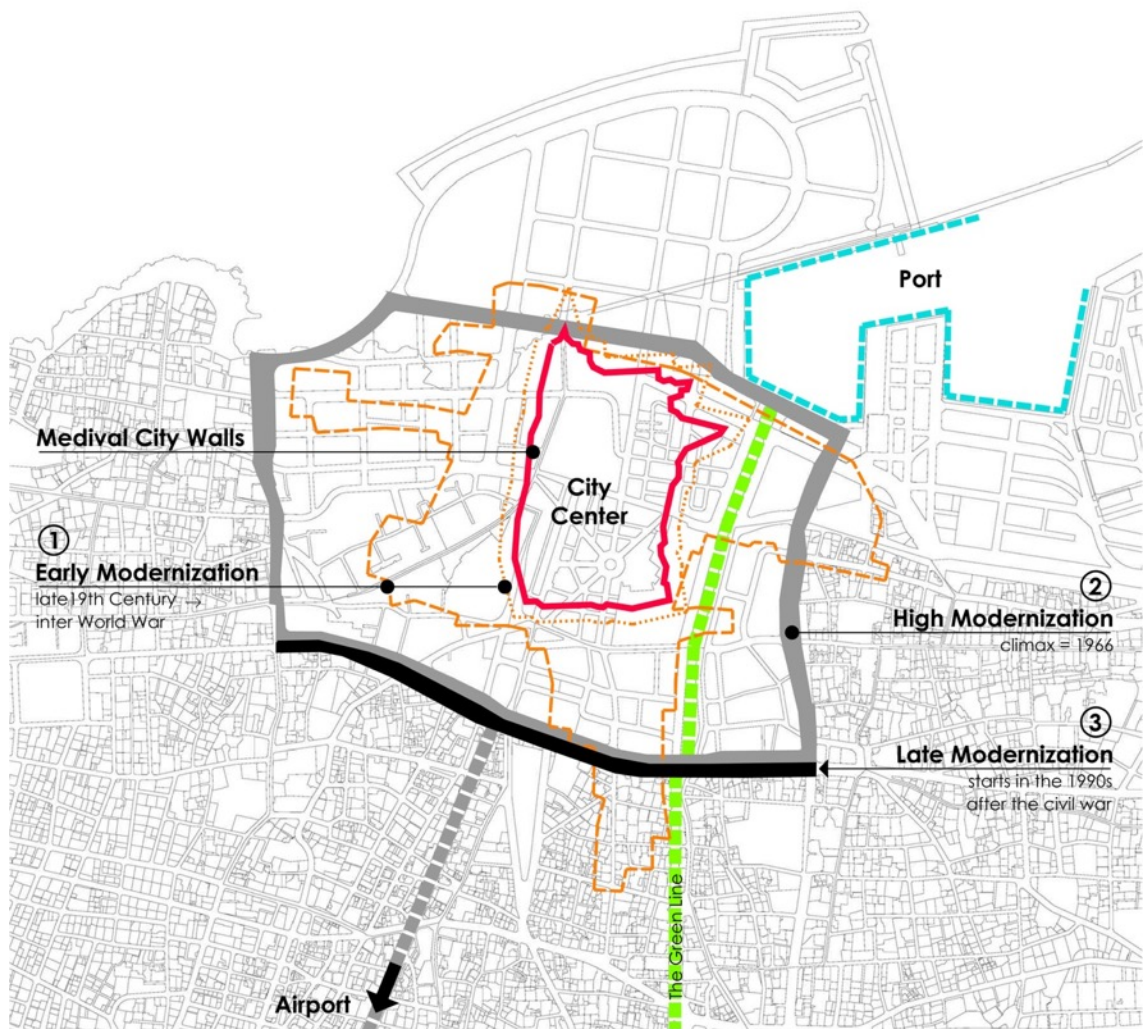 Port
Medival City Walls
City
Center
①
Early Modernization
late19th Century →
inter World War
②
High Modernization
climax = 1966
③
Late Modernization
starts in the 1990s
after the civil war
The Green Line
Airport